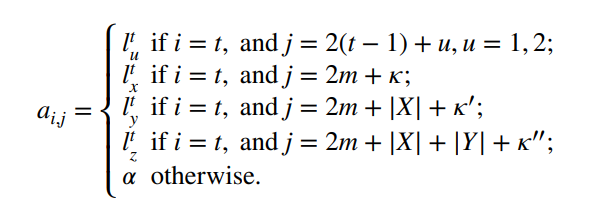 l^t_u if i = t, and j = 2(t − 1) + u, u = 1, 2;
l^t_x if i = t, and j = 2m + κ;
a_{i,j} = { l^t_y if i = t, and j = 2m + |X| + κ′;
l^t_z if i = t, and j = 2m + |X| + |Y| + κ″;
α otherwise.